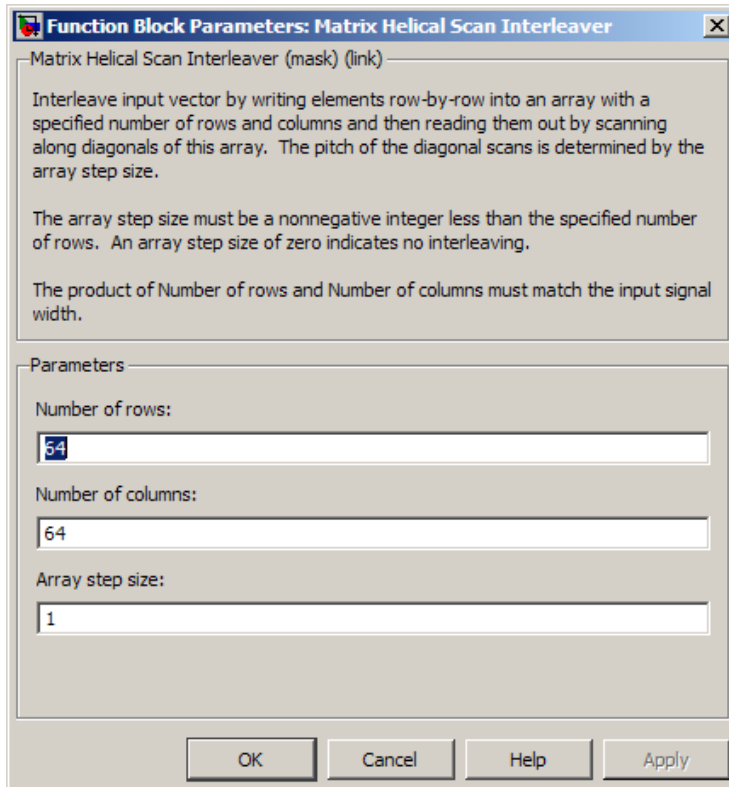 Function Block Parameters: Matrix Helical Scan Interleaver
Matrix Helical Scan Interleaver (mask) (link)
Interleave input vector by writing elements row-by-row into an array with a
specified number of rows and columns and then reading them out by scanning
along diagonals of this array.  The pitch of the diagonal scans is determined by the
array step size.
The array step size must be a nonnegative integer less than the specified number
of rows.  An array step size of zero indicates no interleaving.
The product of Number of rows and Number of columns must match the input signal
width.
Parameters
Number of rows:
64
Number of columns:
64
Array step size:
1
OK Cancel Help Apply